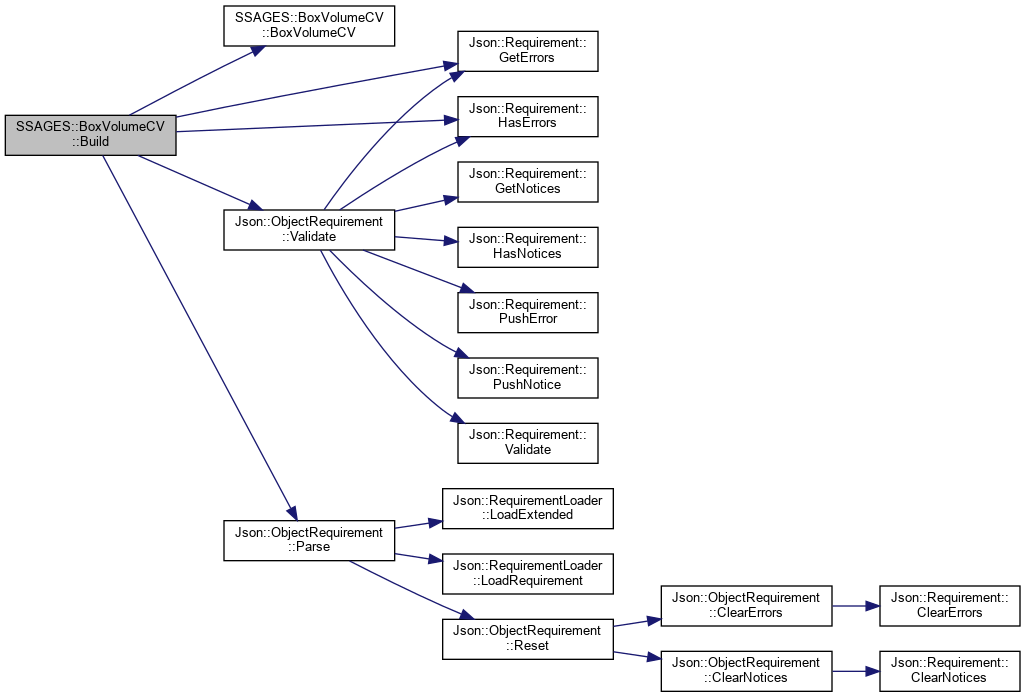 SSAGES::BoxVolumeCV
::Build
SSAGES::BoxVolumeCV
::BoxVolumeCV
Json::Requirement::
GetErrors
Json::Requirement::
HasErrors
Json::ObjectRequirement
::Validate
Json::Requirement::
GetNotices
Json::Requirement::
HasNotices
Json::Requirement::
PushError
Json::Requirement::
PushNotice
Json::Requirement::
Validate
Json::ObjectRequirement
::Parse
Json::RequirementLoader
::LoadExtended
Json::RequirementLoader
::LoadRequirement
Json::ObjectRequirement
::Reset
Json::ObjectRequirement
::ClearErrors
Json::Requirement::
ClearErrors
Json::ObjectRequirement
::ClearNotices
Json::Requirement::
ClearNotices